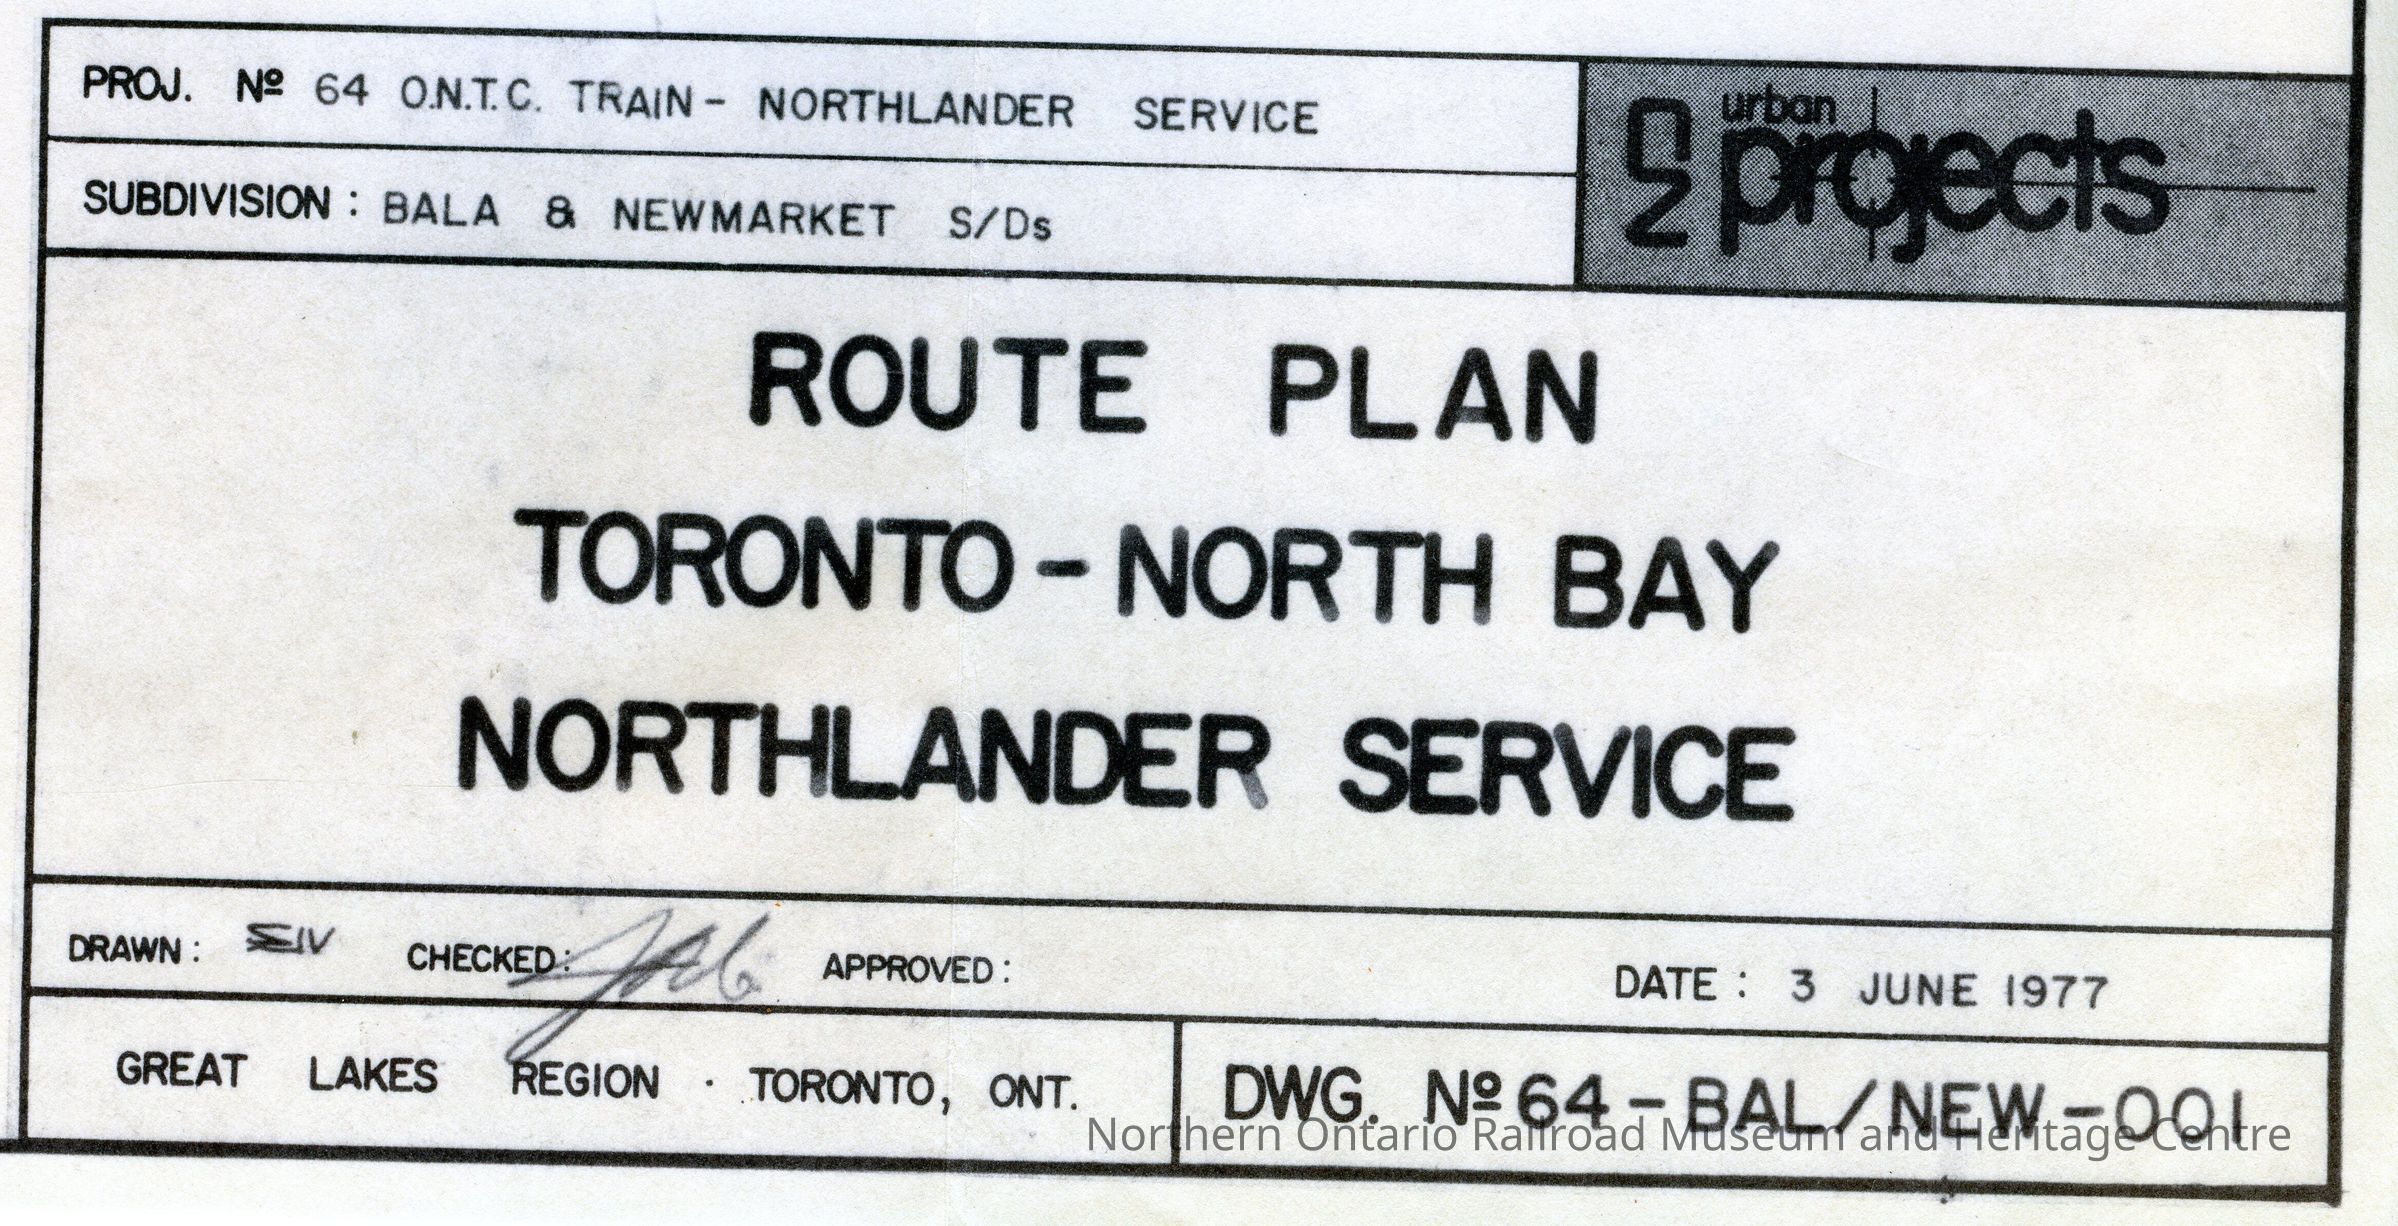 PROJ. Nº 64 O.N.T.C. TRAIN - NORTHLANDER SERVICE
urban
CN projects
SUBDIVISION : BALA & NEWMARKET S/Ds
ROUTE PLAN
TORONTO - NORTH BAY
NORTHLANDER SERVICE
DRAWN : CHECKED: APPROVED : DATE : 3 JUNE 1977
GREAT LAKES REGION · TORONTO, ONT.
DWG. Nº 64 - BAL/NEW - 001
Northern Ontario Railroad Museum and Heritage Centre